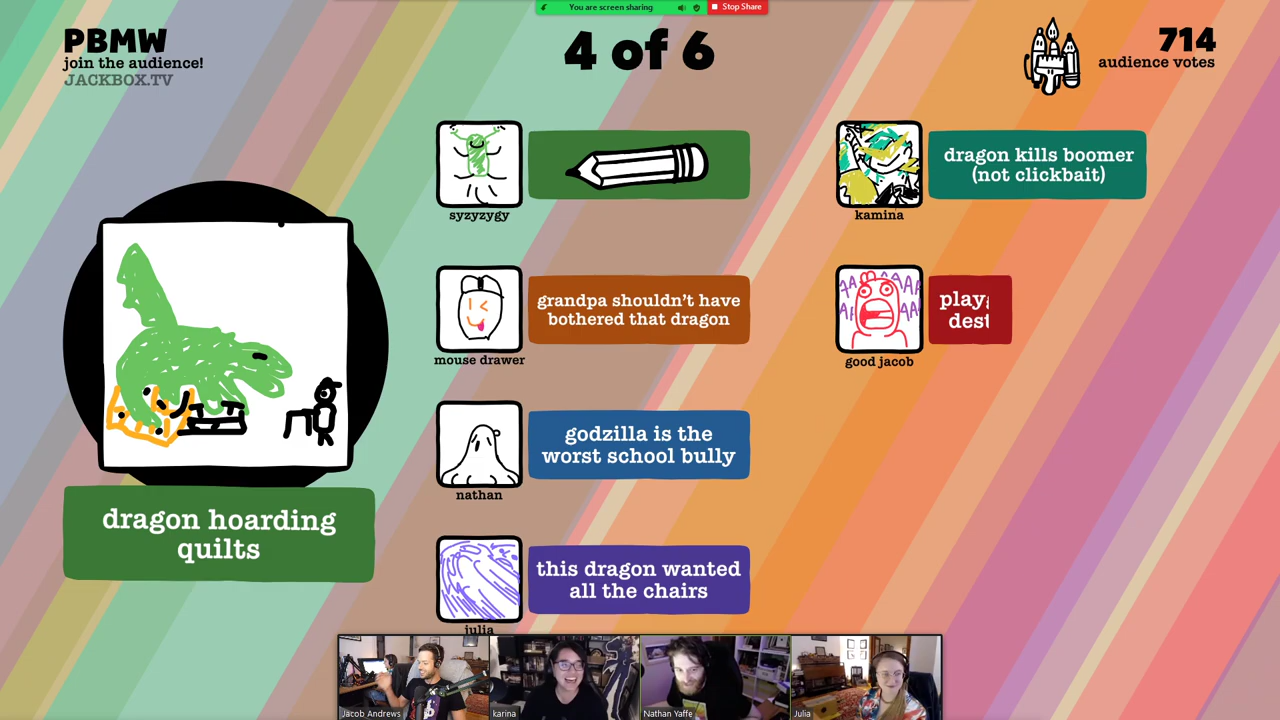 You are screen sharing
Stop Share
PBMW
join the audience!
JACKBOX.TV
4 of 6
714
audience votes
syzyzygy
dragon kills boomer
(not clickbait)
kamina
grandpa shouldn't have
bothered that dragon
mouse drawer
good jacob
godzilla is the
worst school bully
nathan
dragon hoarding
quilts
this dragon wanted
all the chairs
julia
Jacob Andrews
karina
Nathan Yaffe
Julia